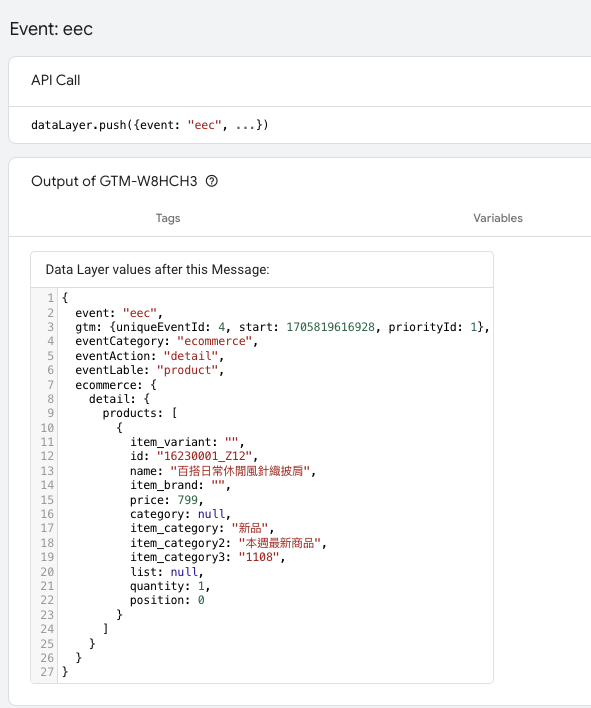 Event: eec
API Call
dataLayer.push({event: "eec", ...})
Output of GTM-W8HCH3
Tags Variables
Data Layer values after this Message:
1 {
2 event: "eec",
3 gtm: {uniqueEventId: 4, start: 1705819616928, priorityId: 1},
4 eventCategory: "ecommerce",
5 eventAction: "detail",
6 eventLable: "product",
7 ecommerce: {
8 detail: {
9 products: [
10 {
11 item_variant: "",
12 id: "16230001_Z12",
13 name: "百搭日常休閒風針織披肩",
14 item_brand: "",
15 price: 799,
16 category: null,
17 item_category: "新品",
18 item_category2: "本週最新商品",
19 item_category3: "1108",
20 list: null,
21 quantity: 1,
22 position: 0
23 }
24 ]
25 }
26 }
27 }